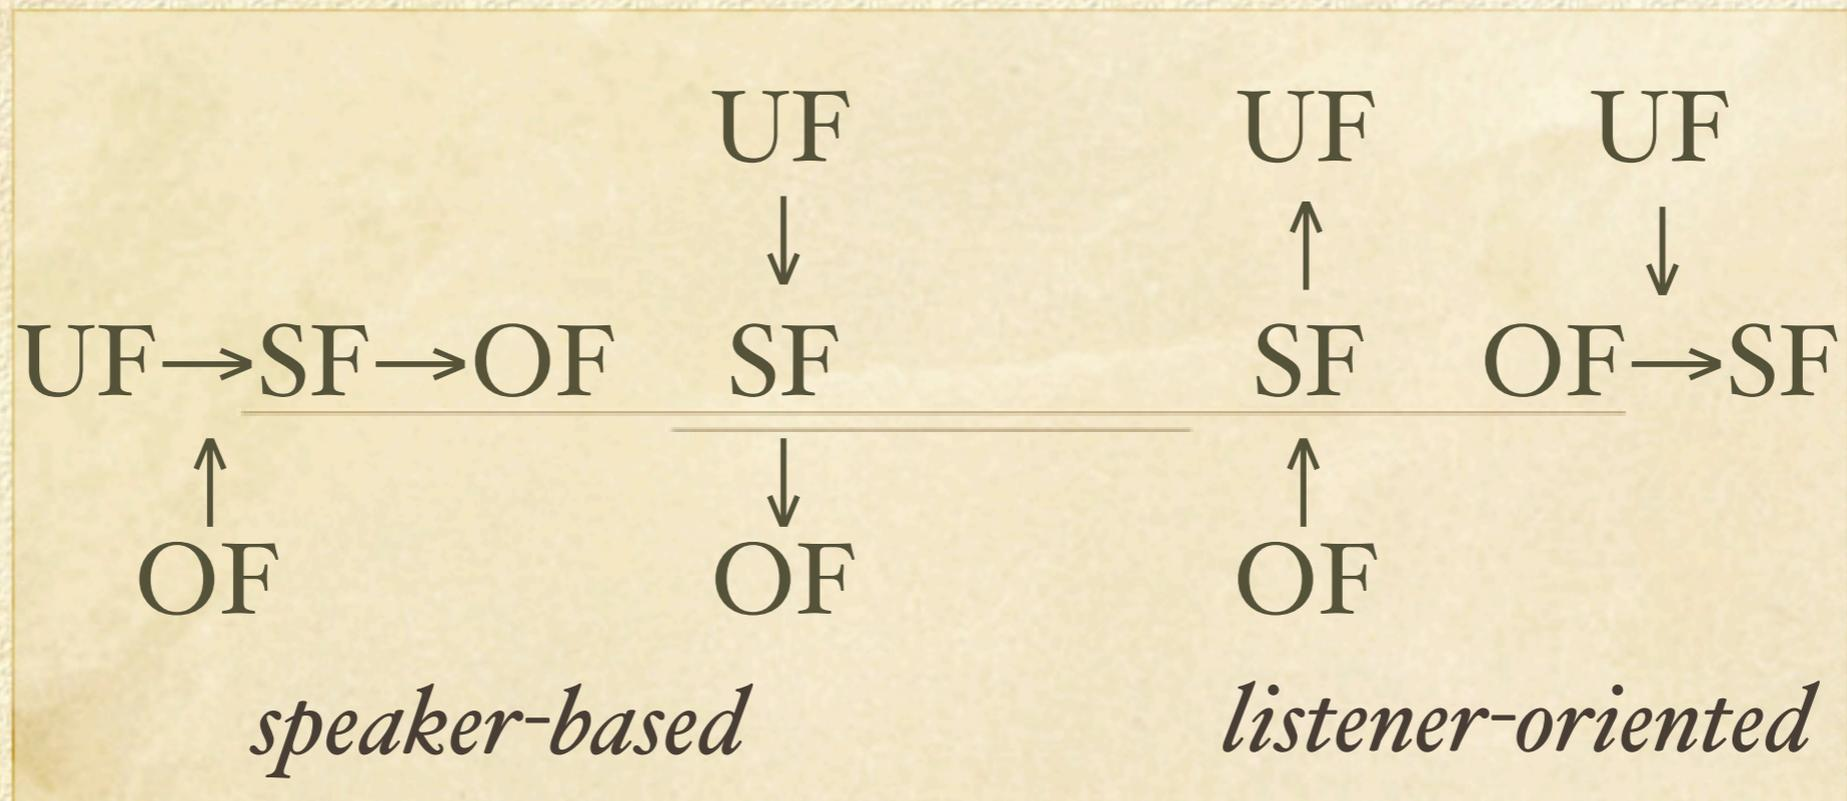 UF UF UF
UF→SF→OF SF SF OF→SF
OF OF OF
speaker-based listener-oriented